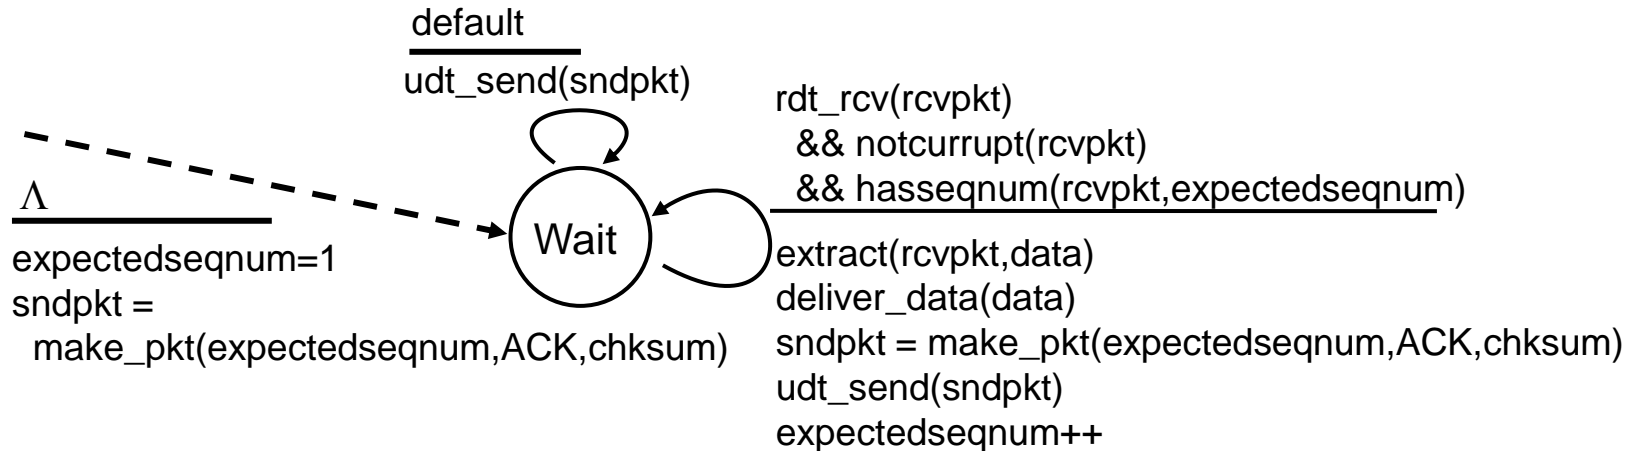 default
udt_send(sndpkt)
rdt_rcv(rcvpkt)
&& notcurrupt(rcvpkt)
&& hasseqnum(rcvpkt,expectedseqnum)
Λ
Wait
expectedseqnum=1
sndpkt =
make_pkt(expectedseqnum,ACK,chksum)
extract(rcvpkt,data)
deliver_data(data)
sndpkt = make_pkt(expectedseqnum,ACK,chksum)
udt_send(sndpkt)
expectedseqnum++